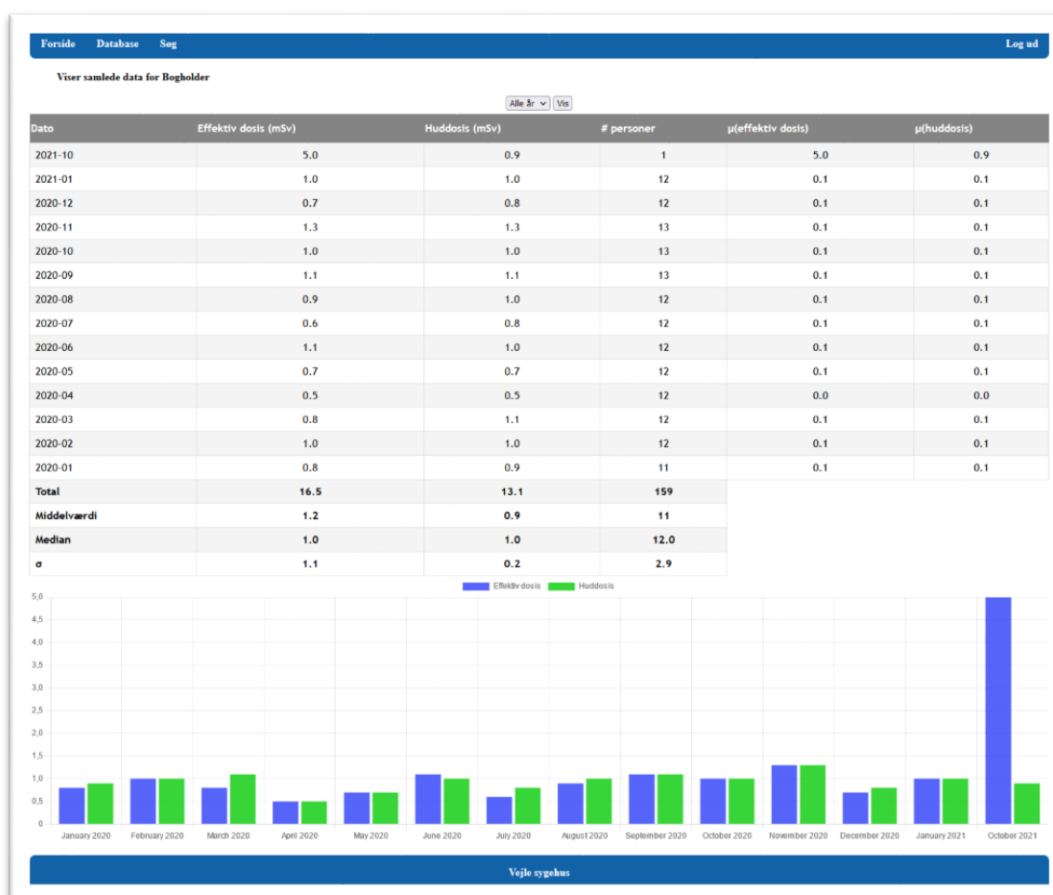 Forside Database Søg Log ud
Viser samlede data for Bogholder
Alle år Vis
Dato Effektiv dosis (mSv) Huddosis (mSv) # personer µ(effektiv dosis) µ(huddosis)
2021-10 5.0 0.9 1 5.0 0.9
2021-01 1.0 1.0 12 0.1 0.1
2020-12 0.7 0.8 12 0.1 0.1
2020-11 1.3 1.3 13 0.1 0.1
2020-10 1.0 1.0 13 0.1 0.1
2020-09 1.1 1.1 13 0.1 0.1
2020-08 0.9 1.0 12 0.1 0.1
2020-07 0.6 0.8 12 0.1 0.1
2020-06 1.1 1.0 12 0.1 0.1
2020-05 0.7 0.7 12 0.1 0.1
2020-04 0.5 0.5 12 0.0 0.0
2020-03 0.8 1.1 12 0.1 0.1
2020-02 1.0 1.0 12 0.1 0.1
2020-01 0.8 0.9 11 0.1 0.1
Total 16.5 13.1 159
Middelværdi 1.2 0.9 11
Median 1.0 1.0 12.0
σ 1.1 0.2 2.9
Effektiv dosis Huddosis
5,0
4,5
4,0
3,5
3,0
2,5
2,0
1,5
1,0
0,5
0
January 2020 February 2020 March 2020 April 2020 May 2020 June 2020 July 2020 August 2020 September 2020 October 2020 November 2020 December 2020 January 2021 October 2021
Vejle sygehus